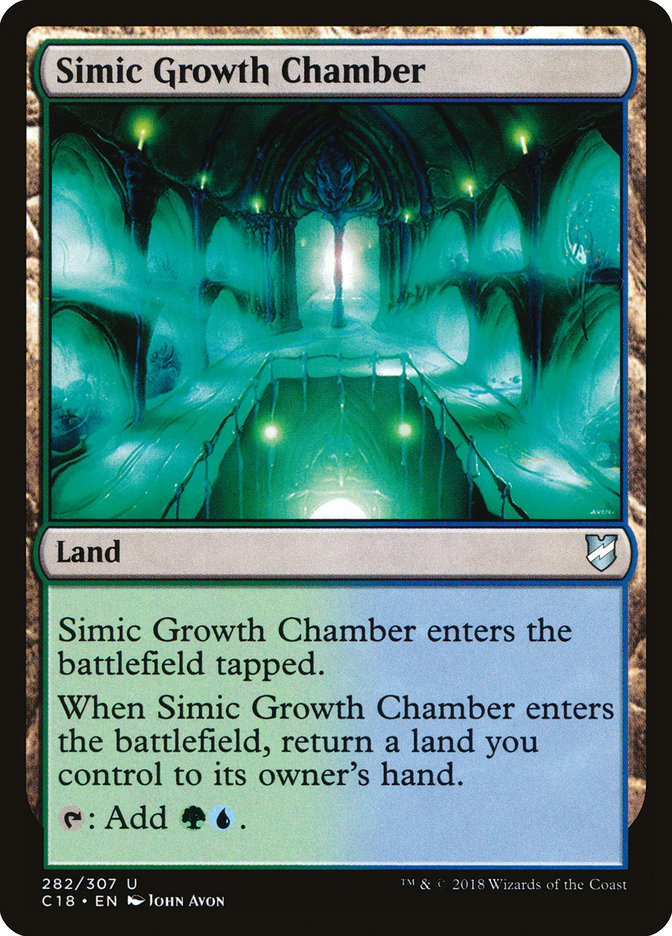 Simic Growth Chamber
AVON
Land
Simic Growth Chamber enters the
battlefield tapped.
When Simic Growth Chamber enters
the battlefield, return a land you
control to its owner's hand.
: Add .
282/307 U
C18 • EN John Avon
™ & © 2018 Wizards of the Coast